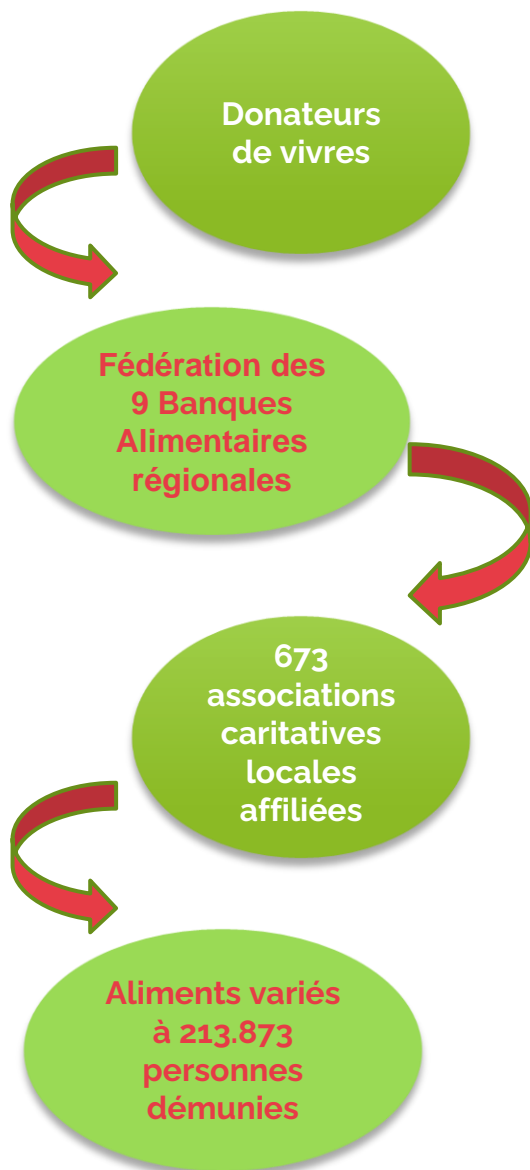 Donateurs
de vivres
Fédération des
9 Banques
Alimentaires
régionales
673
associations
caritatives
locales
affiliées
Aliments variés
à 213.873
personnes
démunies